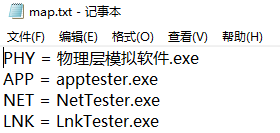 map.txt - 记事本
文件(F) 编辑(E) 格式(O) 查看(V) 帮助(H)
PHY = 物理层模拟软件.exe
APP = apptester.exe
NET = NetTester.exe
LNK = LnkTester.exe